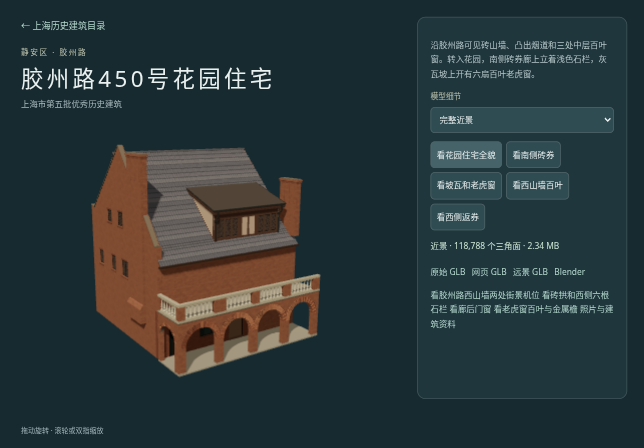 ← 上海历史建筑目录
静安区 · 胶州路
胶州路450号花园住宅
上海市第五批优秀历史建筑
沿胶州路可见砖山墙、凸出烟道和三处中层百叶
窗。转入花园，南侧砖券廊上立着浅色石栏，灰
瓦坡上开有六扇百叶老虎窗。
模型细节
完整近景
看花园住宅全貌
看南侧砖券
看坡瓦和老虎窗
看西山墙百叶
看西侧返券
近景 · 118,788 个三角面 · 2.34 MB
原始 GLB 网页 GLB 远景 GLB Blender
看胶州路西山墙两处街景机位 看砖拱和西侧六根
石栏 看廊后门窗 看老虎窗百叶与金属檐 照片与建
筑资料
拖动旋转 · 滚轮或双指缩放